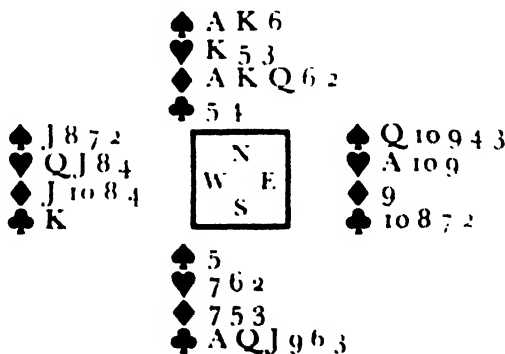 ♠ A K 6
♥ K 5 3
♦ A K Q 6 2
♣ 5 4
♠ J 8 7 2
♥ Q J 8 4
♦ J 10 8 4
♣ K
N
W E
S
♠ Q 10 9 4 3
♥ A 10 9
♦ 9
♣ 10 8 7 2
♠ 5
♥ 7 6 2
♦ 7 5 3
♣ A Q J 9 6 3